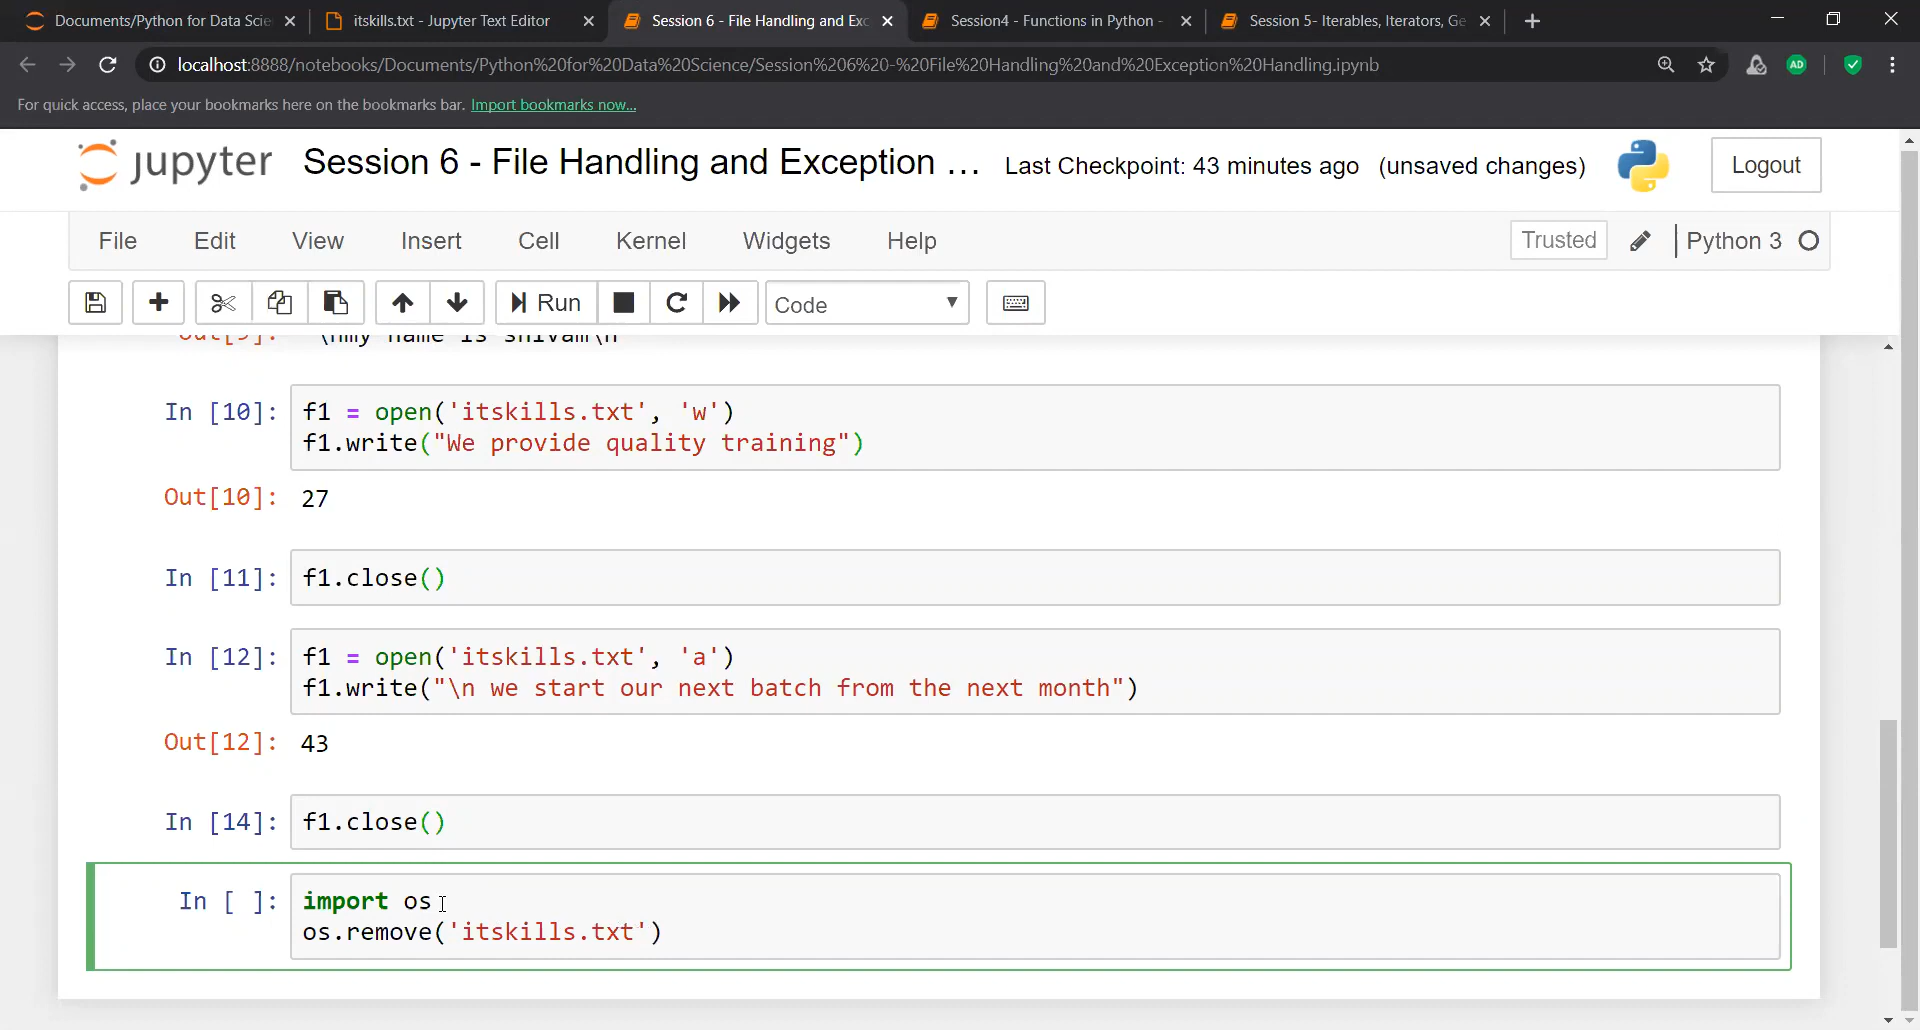 Documents/Python for Data Scie
itskills.txt - Jupyter Text Editor
Session 6 - File Handling and Exc
Session4 - Functions in Python -
Session 5- Iterables, Iterators, Ge
localhost:8888/notebooks/Documents/Python%20for%20Data%20Science/Session%206%20-%20File%20Handling%20and%20Exception%20Handling.ipynb
AD
For quick access, place your bookmarks here on the bookmarks bar. Import bookmarks now...
jupyter Session 6 - File Handling and Exception ... Last Checkpoint: 43 minutes ago (unsaved changes) Logout
File Edit View Insert Cell Kernel Widgets Help Trusted Python 3
Run Code
Out[9]: '\nmy name is shivam\n'
In [10]: f1 = open('itskills.txt', 'w')
f1.write("We provide quality training")
Out[10]: 27
In [11]: f1.close()
In [12]: f1 = open('itskills.txt', 'a')
f1.write("\n we start our next batch from the next month")
Out[12]: 43
In [14]: f1.close()
In [ ]: import os
os.remove('itskills.txt')